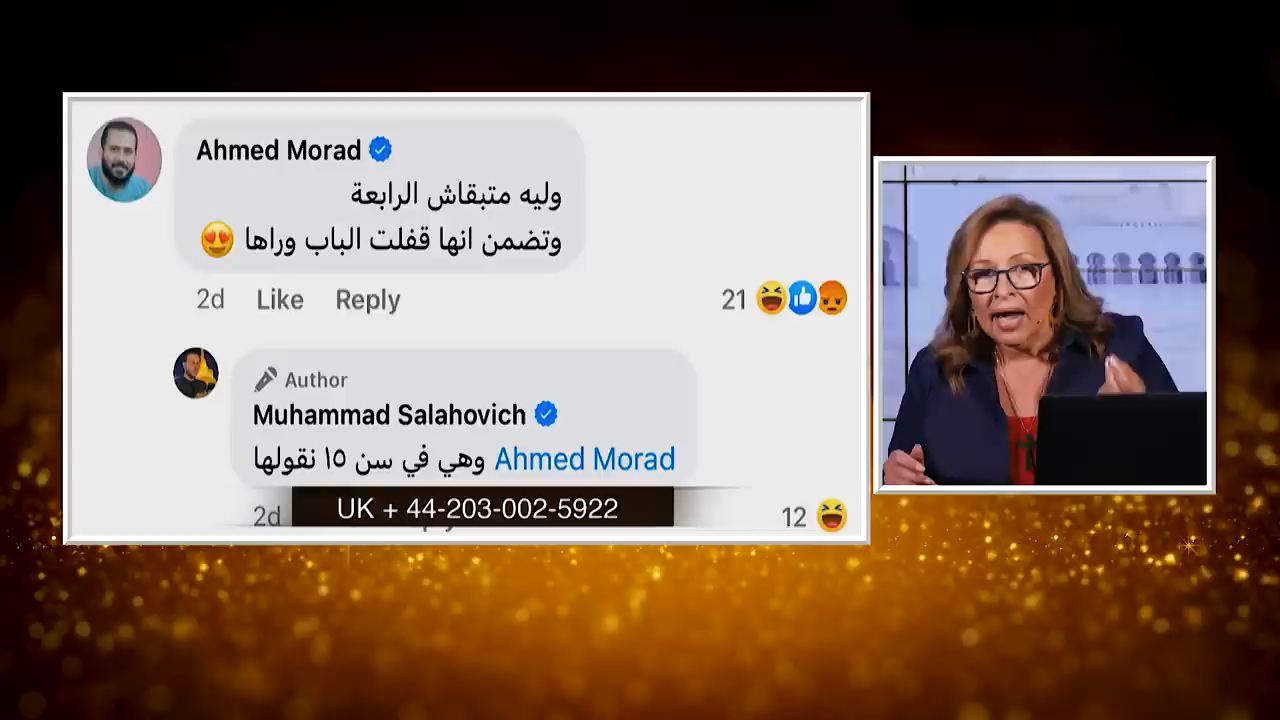 Ahmed Morad
وليه متبقاش الرابعة
وتضمن انها قفلت الباب وراها 😍
2d Like Reply 21
Author
Muhammad Salahovich
Ahmed Morad وهي في سن ١٥ نقولها
2d 12
UK + 44-203-002-5922